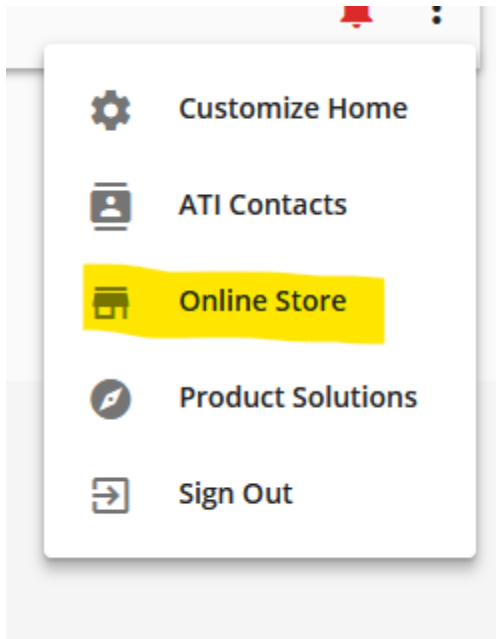 Customize Home
ATI Contacts
Online Store
Product Solutions
Sign Out